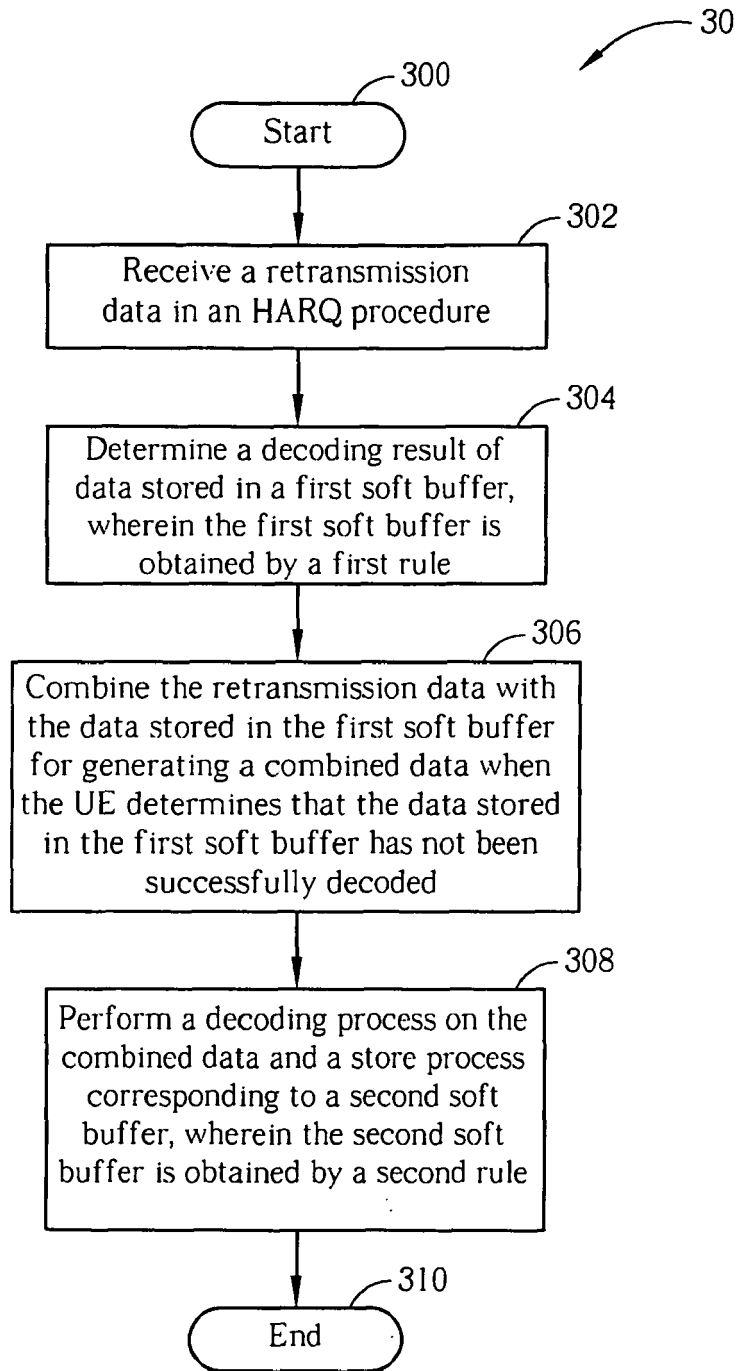 30
300
Start
302
Receive a retransmission
data in an HARQ procedure
304
Determine a decoding result of
data stored in a first soft buffer,
wherein the first soft buffer is
obtained by a first rule
306
Combine the retransmission data with
the data stored in the first soft buffer
for generating a combined data when
the UE determines that the data stored
in the first soft buffer has not been
successfully decoded
308
Perform a decoding process on the
combined data and a store process
corresponding to a second soft
buffer, wherein the second soft
buffer is obtained by a second rule
310
End